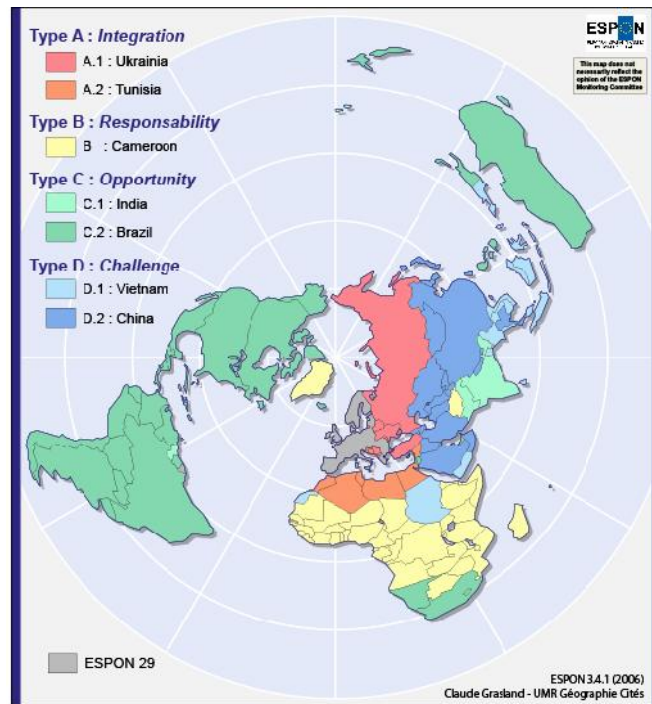 Type A : Integration
A.1 : Ukrainia
A.2 : Tunisia
Type B : Responsability
B : Cameroon
Type C : Opportunity
C.1 : India
C.2 : Brazil
Type D : Challenge
D.1 : Vietnam
D.2 : China
ESPON
This map does not
necessarily reflect the
opinion of the ESPON
Monitoring Committee
ESPON 29
ESPON 3.4.1 (2006)
Claude Grasland - UMR Géographie Cités